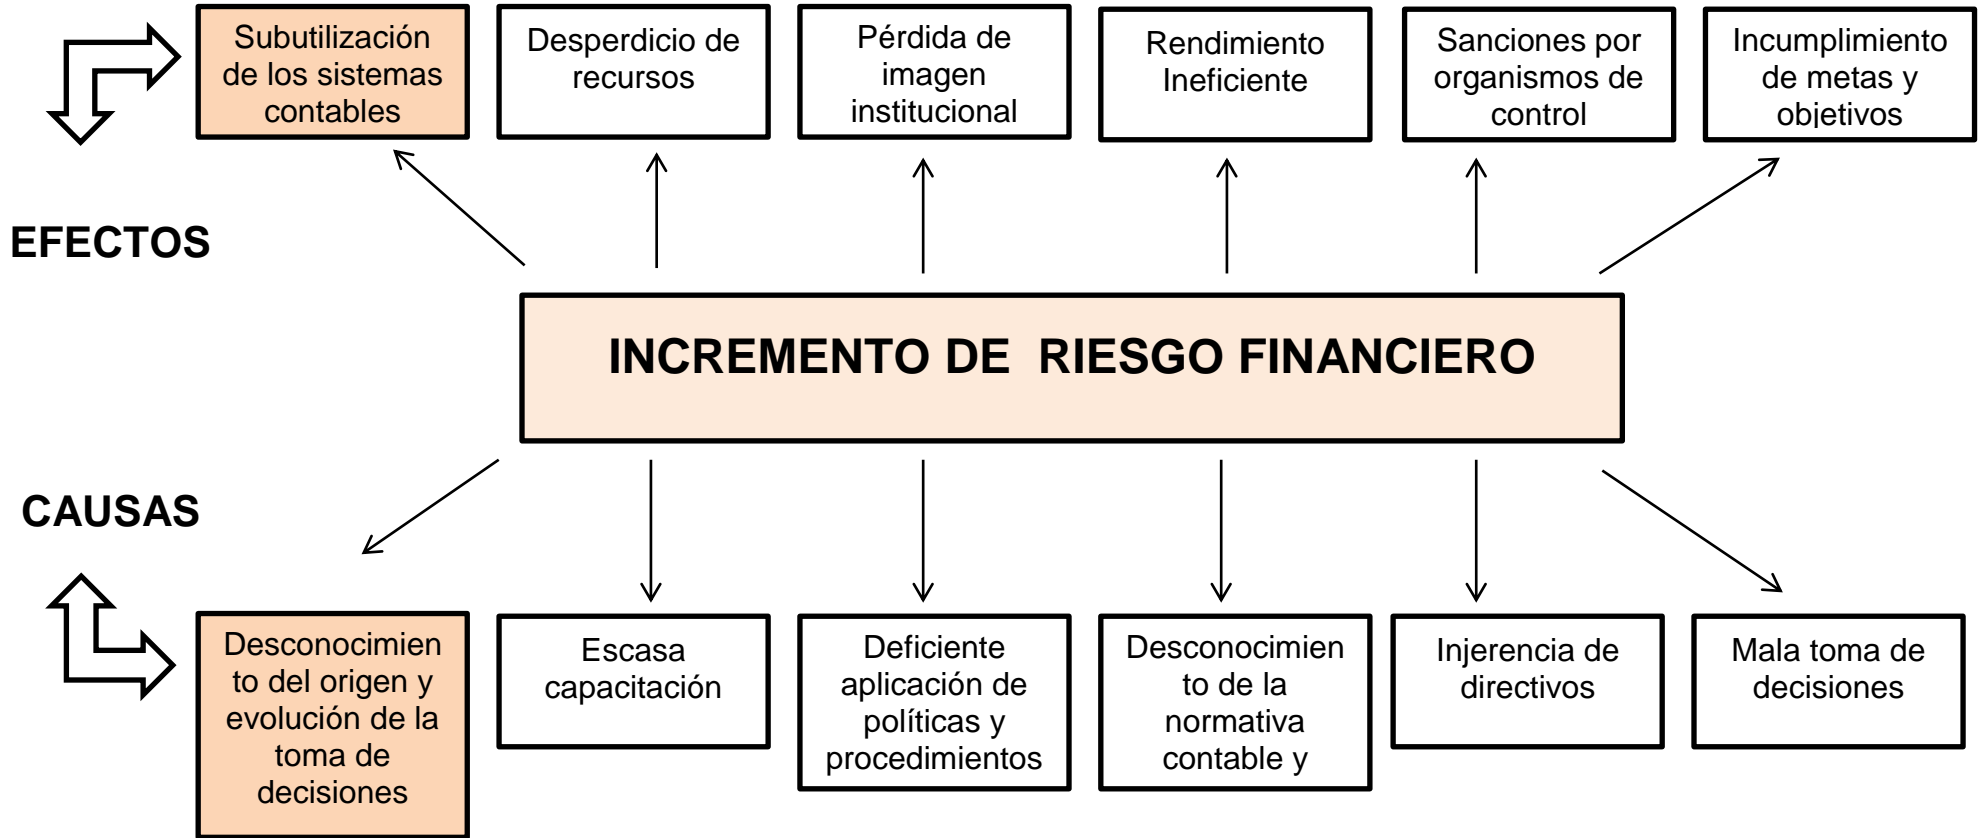 Subutilización
de los sistemas
contables
Desperdicio de
recursos
Pérdida de
imagen
institucional
Rendimiento
Ineficiente
Sanciones por
organismos de
control
Incumplimiento
de metas y
objetivos
EFECTOS
INCREMENTO DE  RIESGO FINANCIERO
CAUSAS
Desconocimien
to del origen y
evolución de la
toma de
decisiones
Escasa
capacitación
Deficiente
aplicación de
políticas y
procedimientos
Desconocimien
to de la
normativa
contable y
Injerencia de
directivos
Mala toma de
decisiones